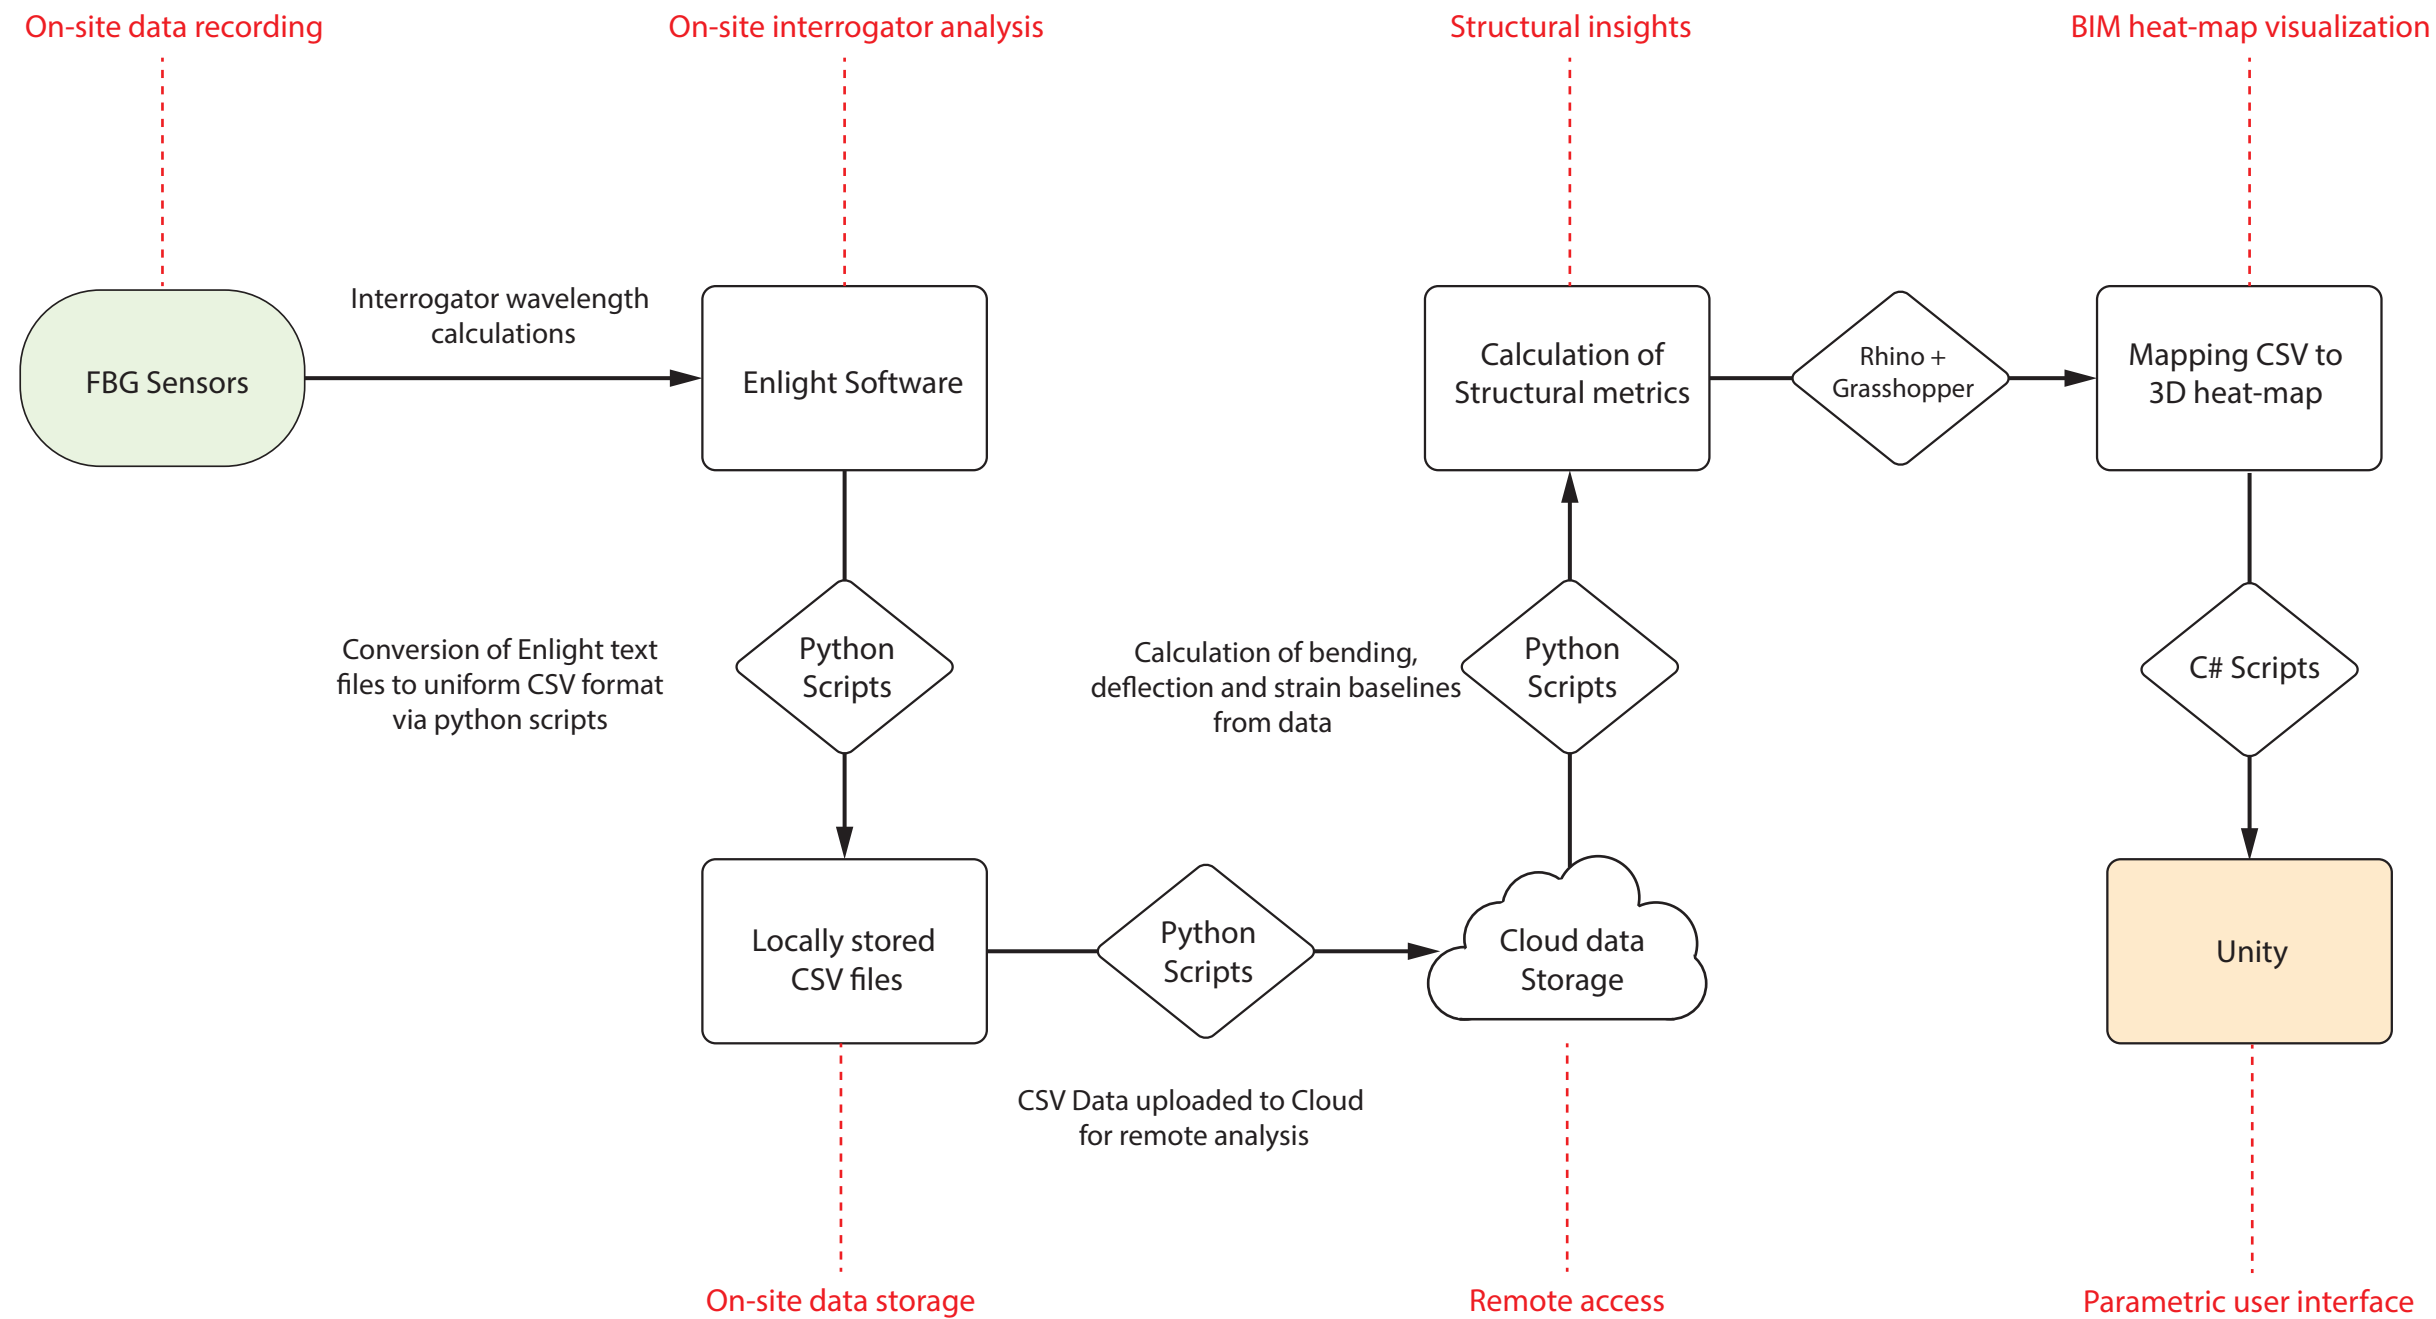 On-site data recording
On-site interrogator analysis
Structural insights
BIM heat-map visualization
Interrogator wavelength
calculations
FBG Sensors
Enlight Software
Calculation of
Structural metrics
Rhino +
Grasshopper
Mapping CSV to
3D heat-map
Conversion of Enlight text
files to uniform CSV format
via python scripts
Python
Scripts
Calculation of bending,
deflection and strain baselines
from data
Python
Scripts
C# Scripts
Locally stored
CSV files
Python
Scripts
Cloud data
Storage
Unity
CSV Data uploaded to Cloud
for remote analysis
On-site data storage
Remote access
Parametric user interface